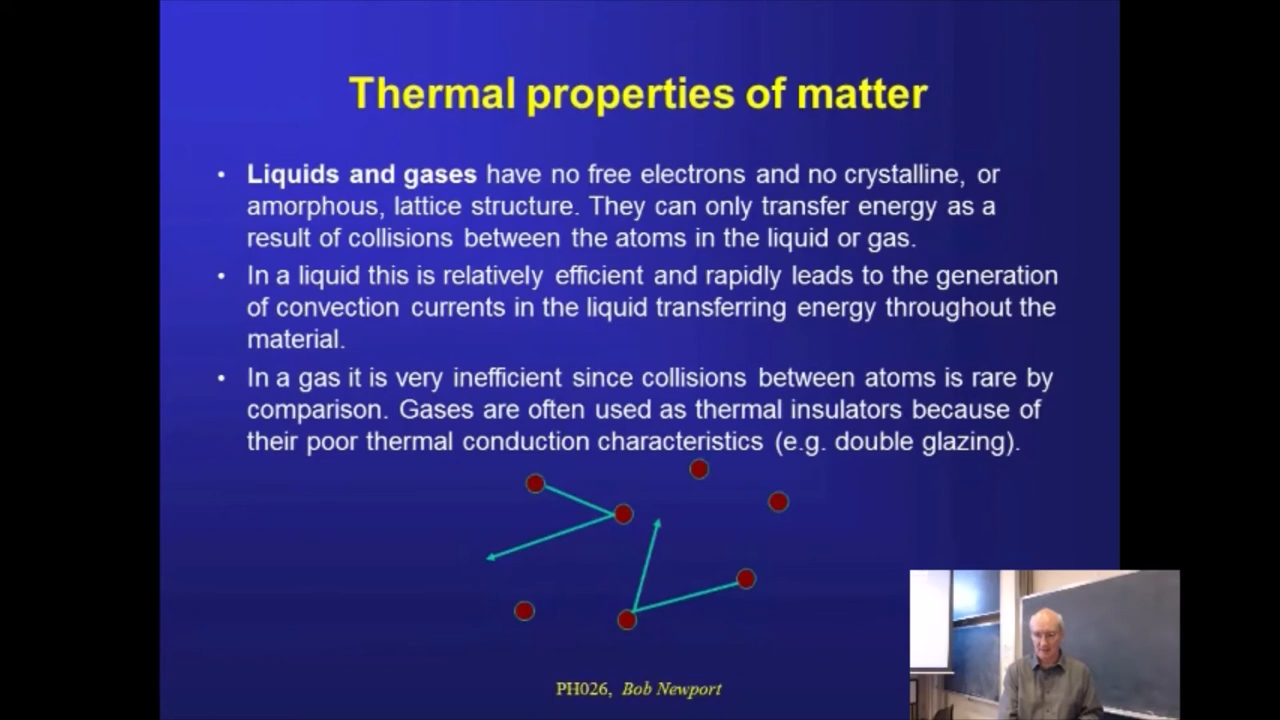 Thermal properties of matter
• Liquids and gases have no free electrons and no crystalline, or
amorphous, lattice structure. They can only transfer energy as a
result of collisions between the atoms in the liquid or gas.
• In a liquid this is relatively efficient and rapidly leads to the generation
of convection currents in the liquid transferring energy throughout the
material.
• In a gas it is very inefficient since collisions between atoms is rare by
comparison. Gases are often used as thermal insulators because of
their poor thermal conduction characteristics (e.g. double glazing).
PH026, Bob Newport